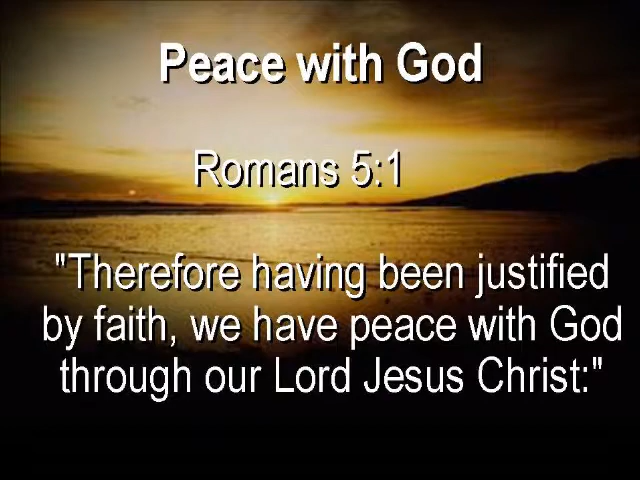 Peace with God
Romans 5:1
"Therefore having been justified
by faith, we have peace with God
through our Lord Jesus Christ:"